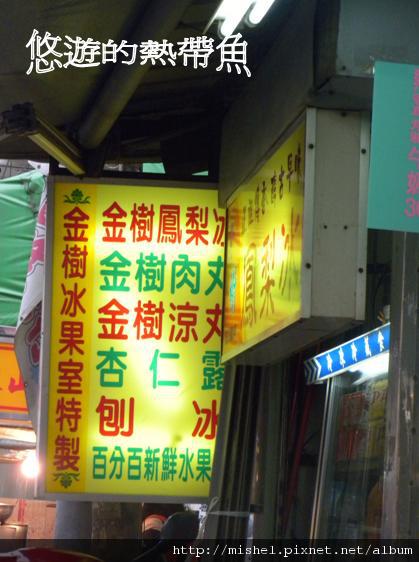 悠遊的熱帶魚
金樹冰果室特製
金樹鳳梨冰
金樹肉丸
金樹涼丸
杏仁露
刨冰
百分百新鮮水果
鳳梨冰
http://mishel.pixnet.net/album